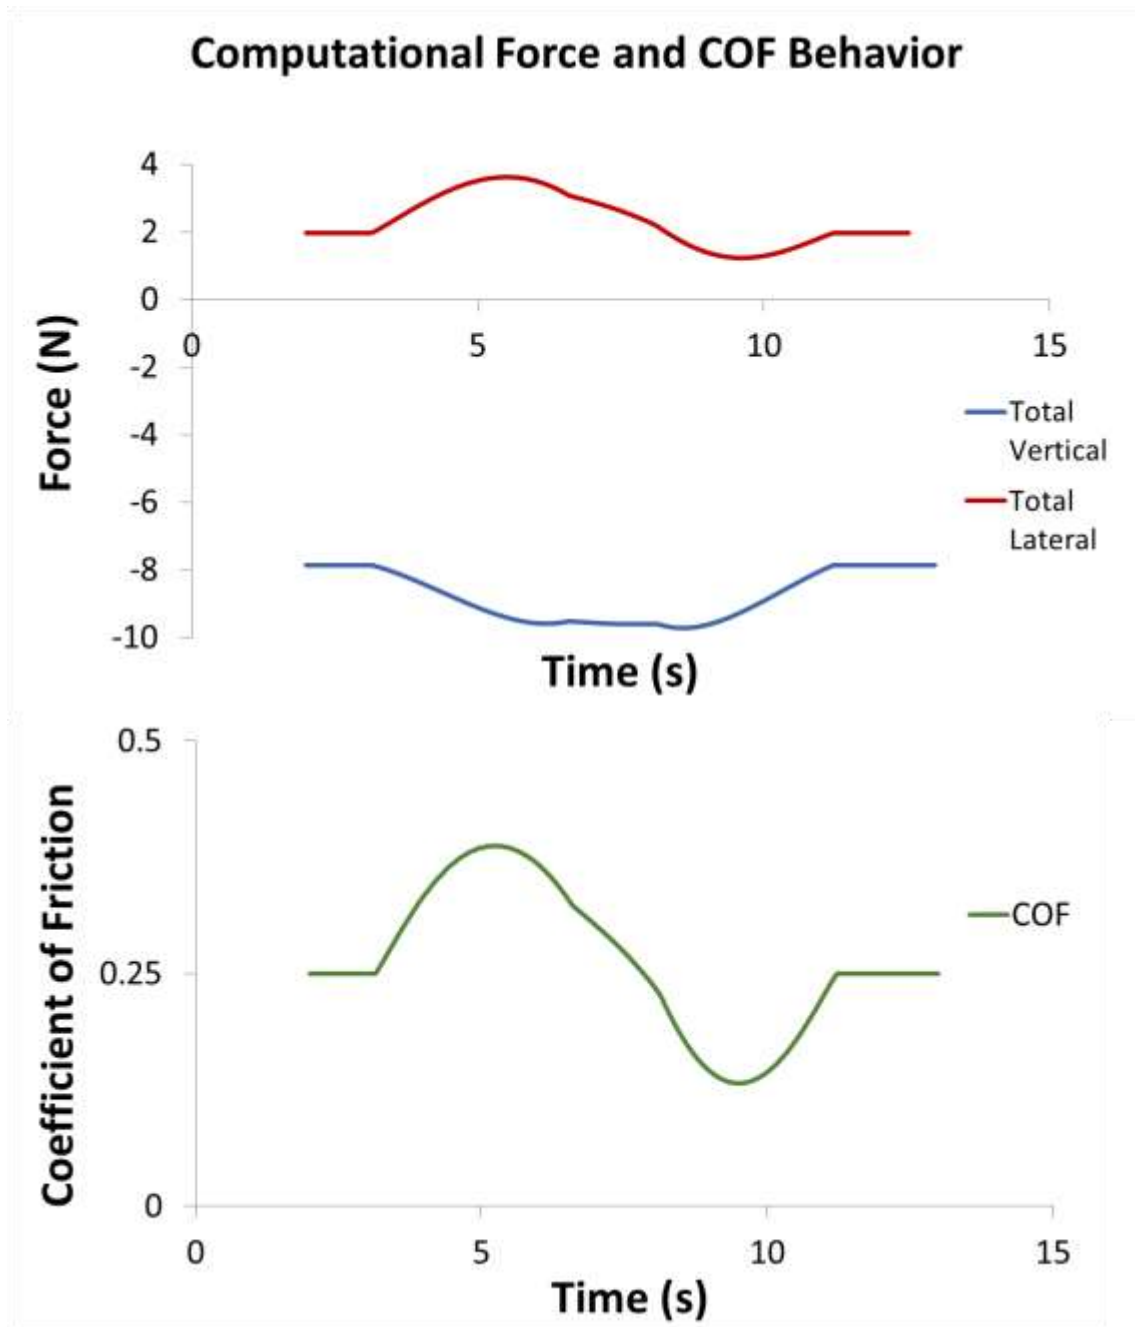 Computational Force and COF Behavior
4
2
0
0
5
10
15
-2
-4
-6
-8
-10
Force (N)
Total
Vertical
Total
Lateral
Time (s)
0.5
0.25
0
Coefficient of Friction
COF
0
5
10
15
Time (s)